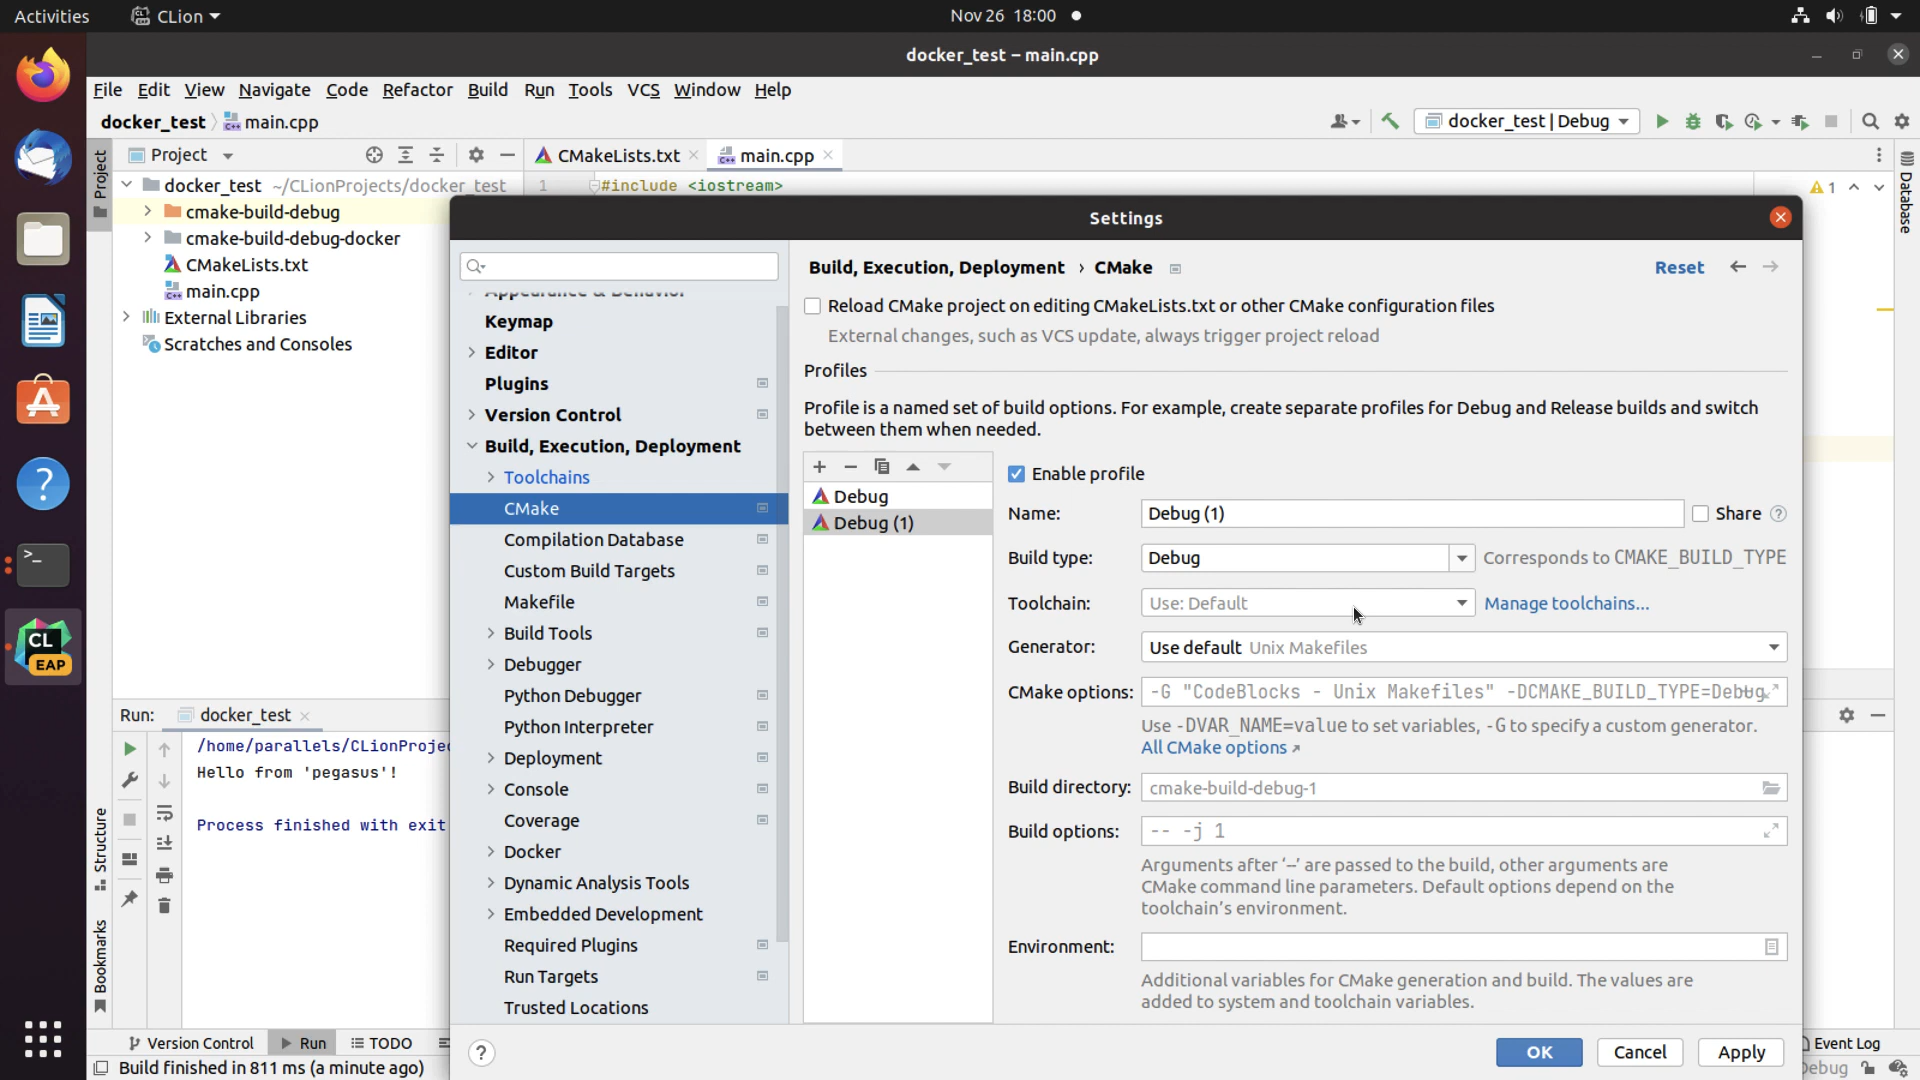 Activities
CLion
Nov 26 18:00
docker_test – main.cpp
File Edit View Navigate Code Refactor Build Run Tools VCS Window Help
docker_test main.cpp
docker_test | Debug
Project
Project
CMakeLists.txt
main.cpp
Database
docker_test ~/CLionProjects/docker_test
cmake-build-debug
cmake-build-debug-docker
CMakeLists.txt
main.cpp
External Libraries
Scratches and Consoles
1 #include <iostream>
1
Settings
Keymap
Editor
Plugins
Version Control
Build, Execution, Deployment
Toolchains
CMake
Compilation Database
Custom Build Targets
Makefile
Build Tools
Debugger
Python Debugger
Python Interpreter
Deployment
Console
Coverage
Docker
Dynamic Analysis Tools
Embedded Development
Required Plugins
Run Targets
Trusted Locations
Build, Execution, Deployment › CMake
Reset
Reload CMake project on editing CMakeLists.txt or other CMake configuration files
External changes, such as VCS update, always trigger project reload
Profiles
Profile is a named set of build options. For example, create separate profiles for Debug and Release builds and switch
between them when needed.
Debug
Debug (1)
Enable profile
Name: Debug (1) Share
Build type: Debug Corresponds to CMAKE_BUILD_TYPE
Toolchain: Use: Default Manage toolchains...
Generator: Use default Unix Makefiles
CMake options: -G "CodeBlocks - Unix Makefiles" -DCMAKE_BUILD_TYPE=Debug
Use -DVAR_NAME=value to set variables, -G to specify a custom generator.
All CMake options
Build directory: cmake-build-debug-1
Build options: -- -j 1
Arguments after ‘--’ are passed to the build, other arguments are
CMake command line parameters. Default options depend on the
toolchain’s environment.
Environment:
Additional variables for CMake generation and build. The values are
added to system and toolchain variables.
OK
Cancel
Apply
CL
EAP
Run: docker_test
/home/parallels/CLionProje
Hello from 'pegasus'!
Process finished with exit
Structure
Bookmarks
Version Control
Run
TODO
Event Log
Build finished in 811 ms (a minute ago)